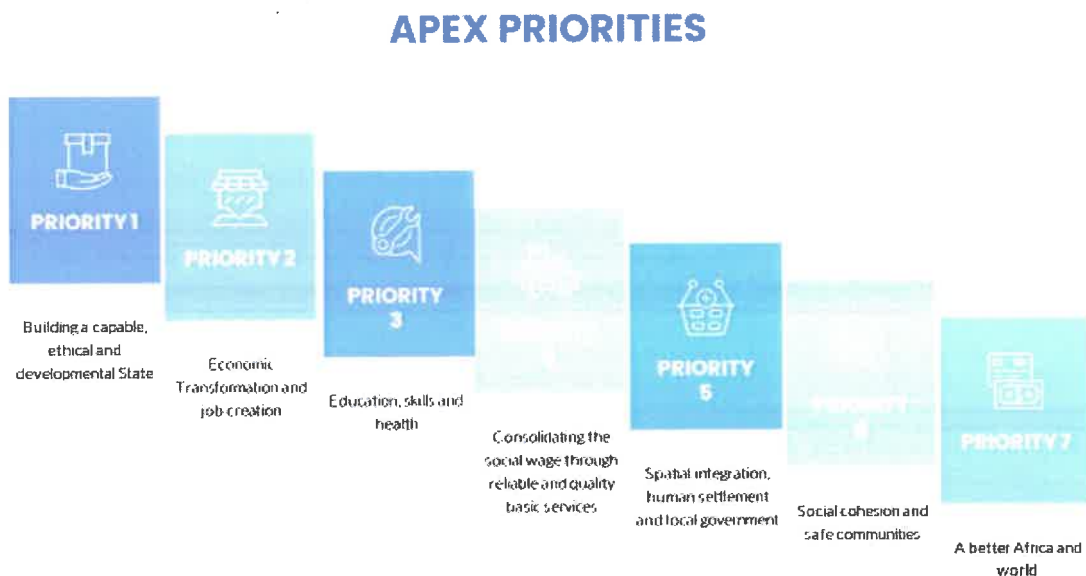 APEX PRIORITIES
PRIORITY 1
Building a capable,
ethical and
developmental State
PRIORITY 2
Economic
Transformation and
job creation
PRIORITY
3
Education, skills and
health
Consolidating the
social wage through
reliable and quality
basic services
PRIORITY
5
Spatial integration,
human settlement
and local government
PRIORITY
6
Social cohesion and
safe communities
PRIORITY 7
A better Africa and
world